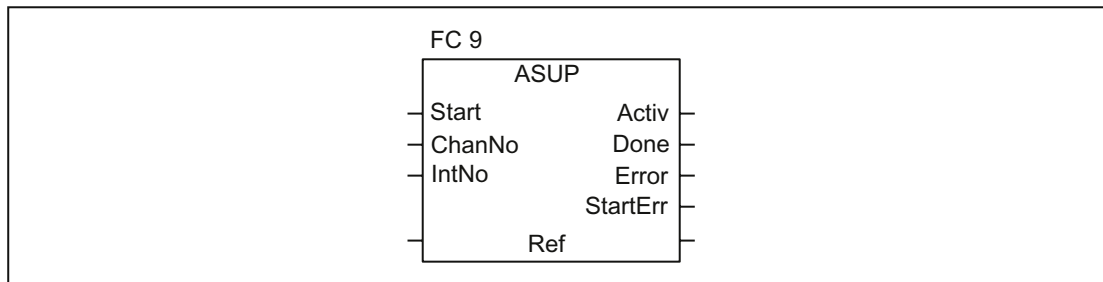 FC 9
ASUP
Start Activ
ChanNo Done
IntNo Error
StartErr
Ref